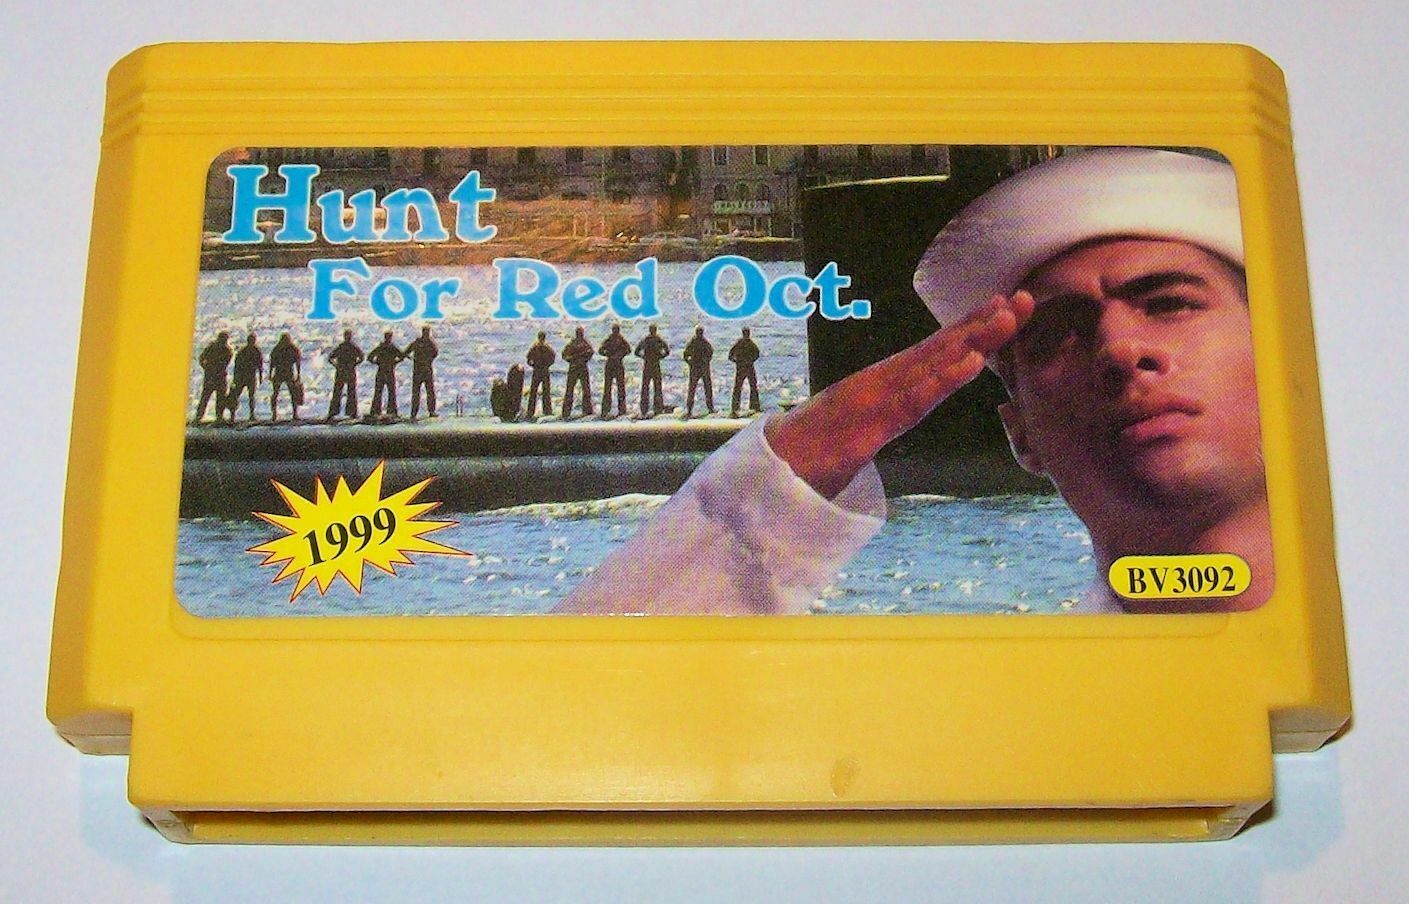 Hunt
For Red Oct.
1999
BV3092